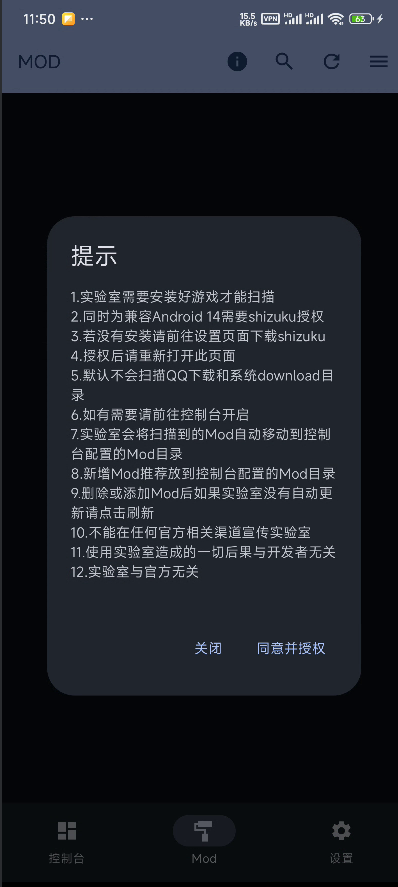 11:50
15.5 KB/s
VPN
HD
HD
63
MOD
提示
1.实验室需要安装好游戏才能扫描
2.同时为兼容Android 14需要shizuku授权
3.若没有安装请前往设置页面下载shizuku
4.授权后请重新打开此页面
5.默认不会扫描QQ下载和系统download目
录
6.如有需要请前往控制台开启
7.实验室会将扫描到的Mod自动移动到控制
台配置的Mod目录
8.新增Mod推荐放到控制台配置的Mod目录
9.删除或添加Mod后如果实验室没有自动更
新请点击刷新
10.不能在任何官方相关渠道宣传实验室
11.使用实验室造成的一切后果与开发者无关
12.实验室与官方无关
关闭
同意并授权
控制台
Mod
设置